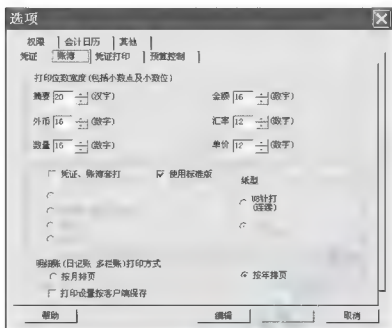 选项
权限 会计日历 其他
凭证 账簿 凭证打印 预算控制
打印位数宽度(包括小数点及小数位)
摘要 20 (汉字) 金额 16 (数字)
外币 16 (数字) 汇率 12 (数字)
数量 16 (数字) 单价 12 (数字)
凭证、账簿套打 使用标准版 纸型
US针打
(连续)
明细账(日记账 多栏账)打印方式
按月排页 按年排页
打印设置按客户端保存
帮助 编辑 取消